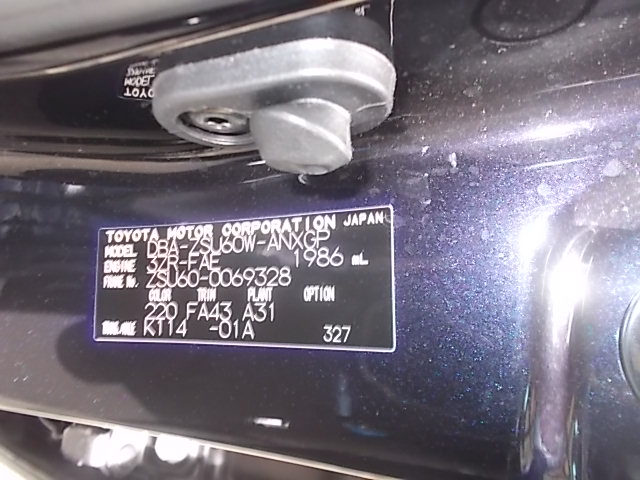 TOYOTA MOTOR CORPORATION JAPAN
MODEL DBA-ZSU60W-ANXGP
ENGINE 3ZR-FAE 1986 mL
FRAME No. ZSU60-0069328
COLOR TRIM PLANT OPTION
220 FA43 A31
TRANS./AXLE K114 -01A 327